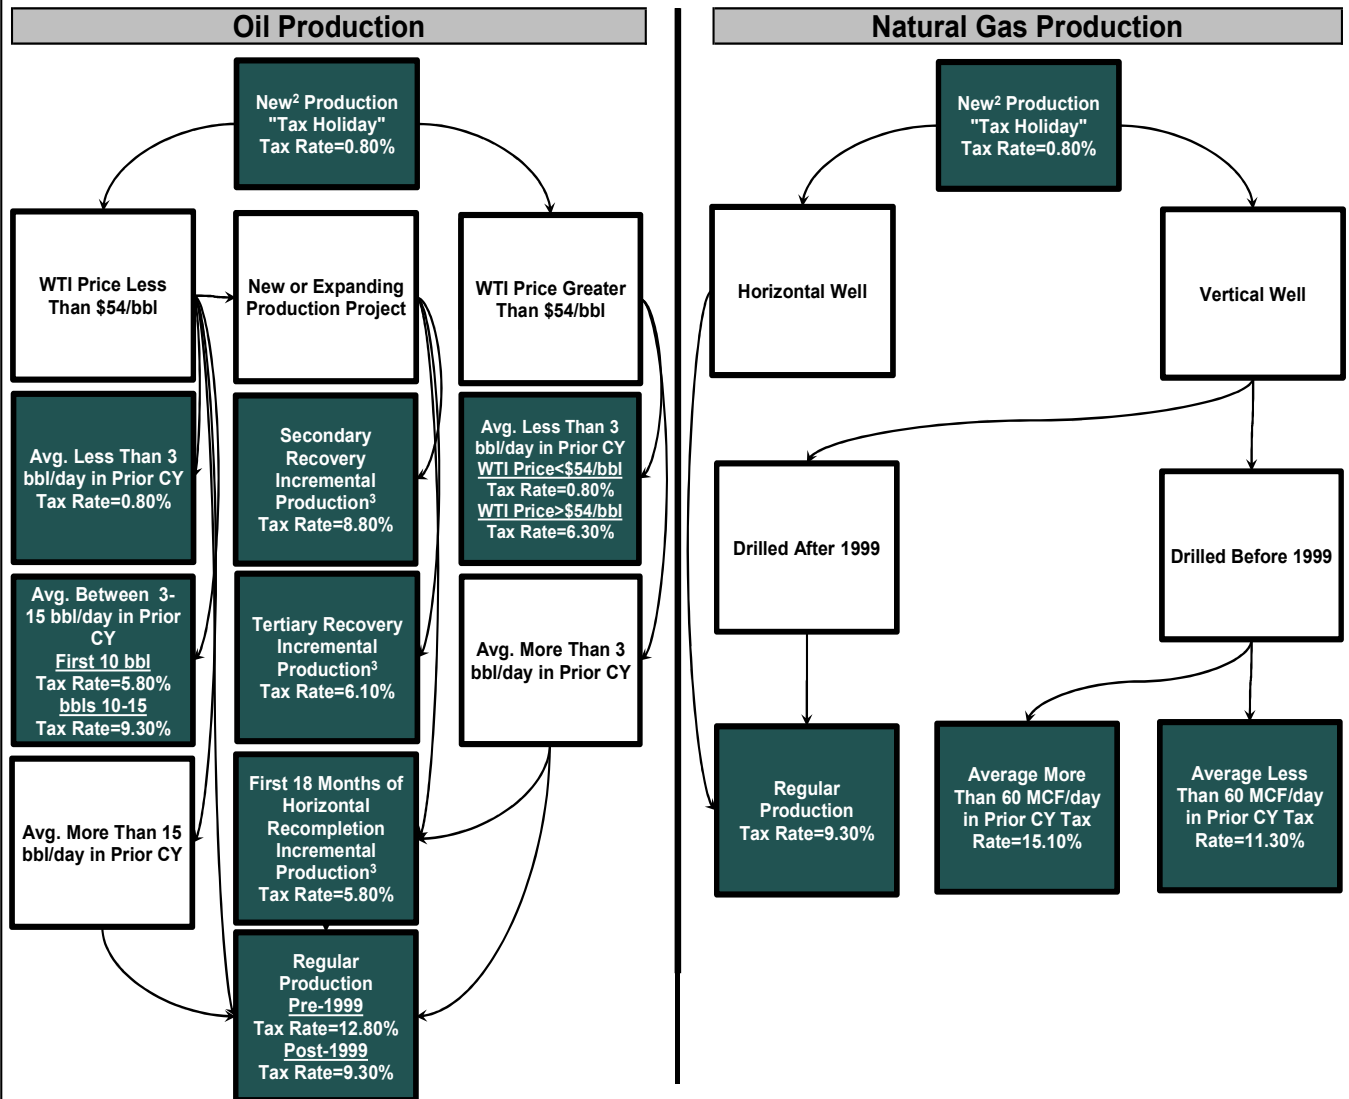 Oil Production
New² Production
"Tax Holiday"
Tax Rate=0.80%
WTI Price Less
Than $54/bbl
New or Expanding
Production Project
WTI Price Greater
Than $54/bbl
Avg. Less Than 3
bbl/day in Prior CY
Tax Rate=0.80%
Secondary
Recovery
Incremental
Production³
Tax Rate=8.80%
Avg. Less Than 3
bbl/day in Prior CY
WTI Price<$54/bbl
Tax Rate=0.80%
WTI Price>$54/bbl
Tax Rate=6.30%
Avg. Between 3-
15 bbl/day in Prior
CY
First 10 bbl
Tax Rate=5.80%
bbls 10-15
Tax Rate=9.30%
Tertiary Recovery
Incremental
Production³
Tax Rate=6.10%
Avg. More Than 3
bbl/day in Prior CY
Avg. More Than 15
bbl/day in Prior CY
First 18 Months of
Horizontal
Recompletion
Incremental
Production³
Tax Rate=5.80%
Regular
Production
Pre-1999
Tax Rate=12.80%
Post-1999
Tax Rate=9.30%
Natural Gas Production
New² Production
"Tax Holiday"
Tax Rate=0.80%
Horizontal Well
Vertical Well
Drilled After 1999
Drilled Before 1999
Regular
Production
Tax Rate=9.30%
Average More
Than 60 MCF/day
in Prior CY Tax
Rate=15.10%
Average Less
Than 60 MCF/day
in Prior CY Tax
Rate=11.30%